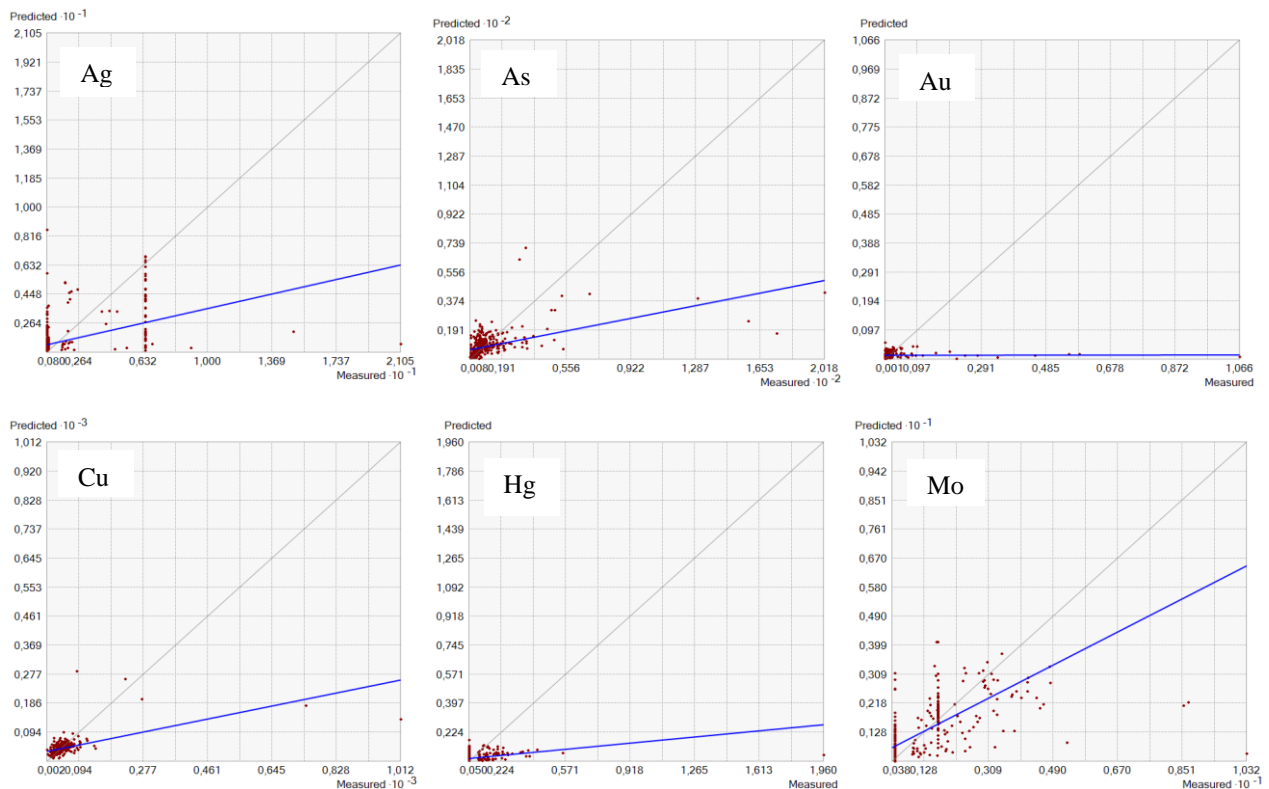 Predicted ·10 -1
2,105
1,921
1,737
1,553
1,369
1,185
1,000
0,816
0,632
0,448
0,264
Ag
0,0800,264 0,632 1,000 1,369 1,737 2,105
Measured ·10 -1
Predicted ·10 -2
2,018
1,835
1,653
1,470
1,287
1,104
0,922
0,739
0,556
0,374
0,191
As
0,0080,191 0,556 0,922 1,287 1,653 2,018
Measured ·10 -2
Predicted
1,066
0,969
0,872
0,775
0,678
0,582
0,485
0,388
0,291
0,194
0,097
Au
0,0010,097 0,291 0,485 0,678 0,872 1,066
Measured
Predicted ·10 -3
1,012
0,920
0,828
0,737
0,645
0,553
0,461
0,369
0,277
0,186
0,094
Cu
0,0020,094 0,277 0,461 0,645 0,828 1,012
Measured ·10 -3
Predicted
1,960
1,786
1,613
1,439
1,265
1,092
0,918
0,745
0,571
0,397
0,224
Hg
0,0500,224 0,571 0,918 1,265 1,613 1,960
Measured
Predicted ·10 -1
1,032
0,942
0,851
0,761
0,670
0,580
0,490
0,399
0,309
0,218
0,128
Mo
0,0380,128 0,309 0,490 0,670 0,851 1,032
Measured ·10 -1